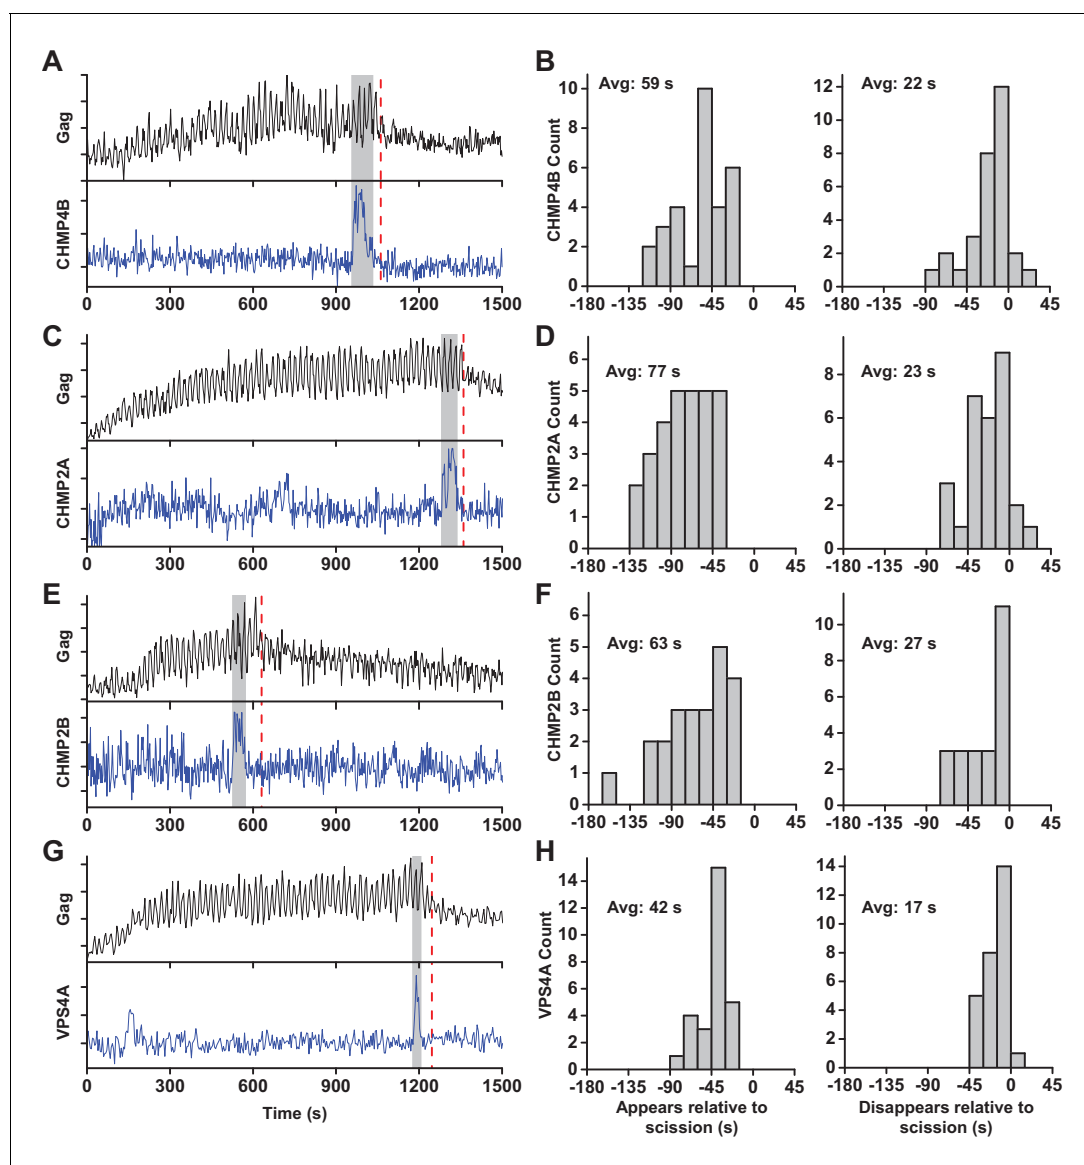 A
Gag
CHMP4B
0 300 600 900 1200 1500
B
Avg: 59 s
CHMP4B Count
10
8
6
4
2
0
-180 -135 -90 -45 0 45
Avg: 22 s
12
10
8
6
4
2
0
-180 -135 -90 -45 0 45
C
Gag
CHMP2A
0 300 600 900 1200 1500
D
Avg: 77 s
CHMP2A Count
6
5
4
3
2
1
0
-180 -135 -90 -45 0 45
Avg: 23 s
8
6
4
2
0
-180 -135 -90 -45 0 45
E
Gag
CHMP2B
0 300 600 900 1200 1500
F
Avg: 63 s
CHMP2B Count
6
5
4
3
2
1
0
-180 -135 -90 -45 0 45
Avg: 27 s
10
8
6
4
2
0
-180 -135 -90 -45 0 45
G
Gag
VPS4A
0 300 600 900 1200 1500
Time (s)
H
Avg: 42 s
VPS4A Count
14
12
10
8
6
4
2
0
-180 -135 -90 -45 0 45
Appears relative to
scission (s)
Avg: 17 s
14
12
10
8
6
4
2
0
-180 -135 -90 -45 0 45
Disappears relative to
scission (s)